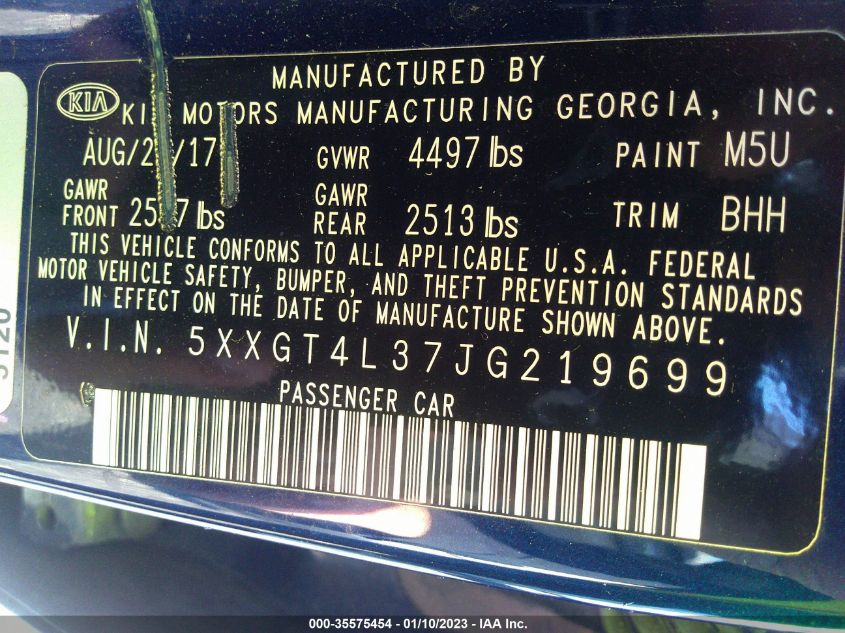 MANUFACTURED BY
KIA MOTORS MANUFACTURING GEORGIA, INC.
GVWR 4497 lbs PAINT M5U
GAWR FRONT lbs GAWR REAR 2513 lbs TRIM BHH
THIS VEHICLE CONFORMS TO ALL APPLICABLE U.S.A. FEDERAL
MOTOR VEHICLE SAFETY, BUMPER, AND THEFT PREVENTION STANDARDS
IN EFFECT ON THE DATE OF MANUFACTURE SHOWN ABOVE.
V.I.N. 5XXGT4L37JG219699
PASSENGER CAR
000-35575454 - 01/10/2023 - IAA Inc.